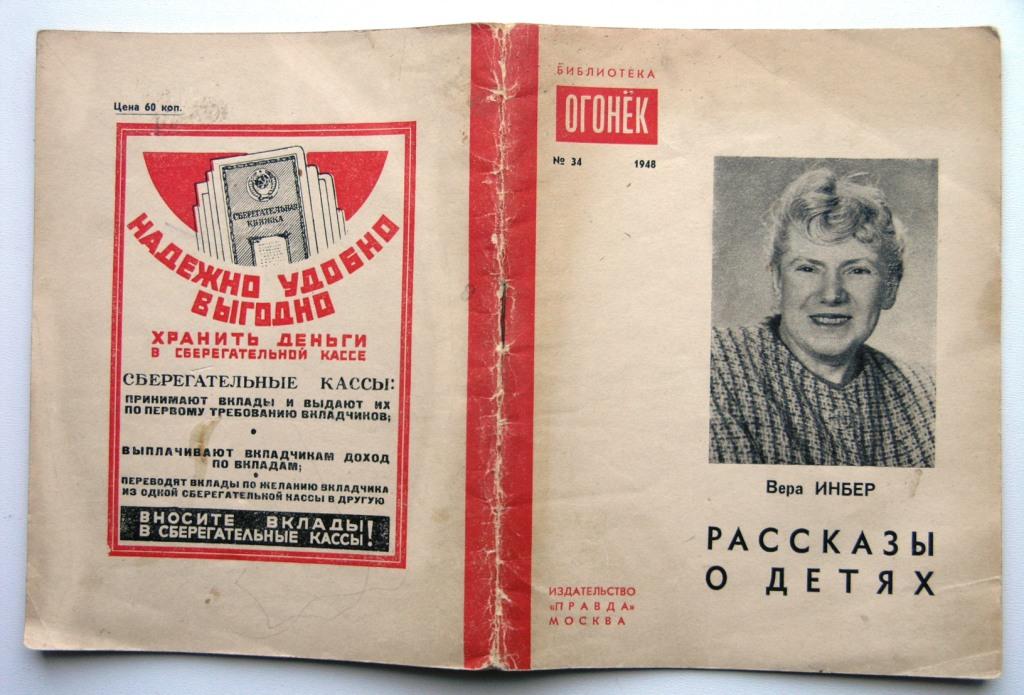 Цена 60 коп.
СБЕРЕГАТЕЛЬНАЯ
КНИЖКА
НАДЕЖНО УДОБНО
ВЫГОДНО
ХРАНИТЬ ДЕНЬГИ
В СБЕРЕГАТЕЛЬНОЙ КАССЕ
СБЕРЕГАТЕЛЬНЫЕ КАССЫ:
ПРИНИМАЮТ ВКЛАДЫ И ВЫДАЮТ ИХ
ПО ПЕРВОМУ ТРЕБОВАНИЮ ВКЛАДЧИКОВ;
ВЫПЛАЧИВАЮТ ВКЛАДЧИКАМ ДОХОД
ПО ВКЛАДАМ;
ПЕРЕВОДЯТ ВКЛАДЫ ПО ЖЕЛАНИЮ ВКЛАДЧИКА
ИЗ ОДНОЙ СБЕРЕГАТЕЛЬНОЙ КАССЫ В ДРУГУЮ
ВНОСИТЕ ВКЛАДЫ
В СБЕРЕГАТЕЛЬНЫЕ КАССЫ!
БИБЛИОТЕКА
ОГОНЁК
№ 34 1948
Вера ИНБЕР
РАССКАЗЫ
О ДЕТЯХ
ИЗДАТЕЛЬСТВО
«ПРАВДА»
МОСКВА